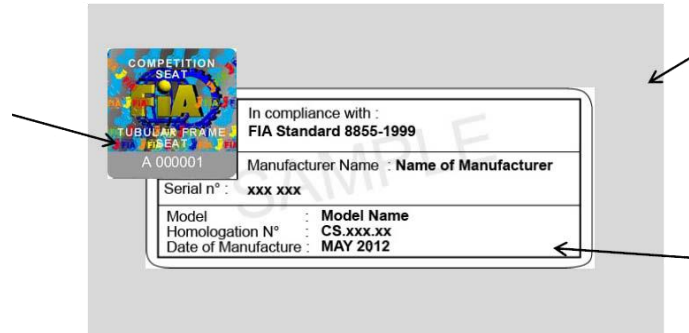 COMPETITION
SEAT
FIA
TUBULAR FRAME
SEAT
A 000001
In compliance with :
FIA Standard 8855-1999
Manufacturer Name : Name of Manufacturer
Serial n° : xxx xxx
Model : Model Name
Homologation N° : CS.xxx.xx
Date of Manufacture : MAY 2012
SAMPLE